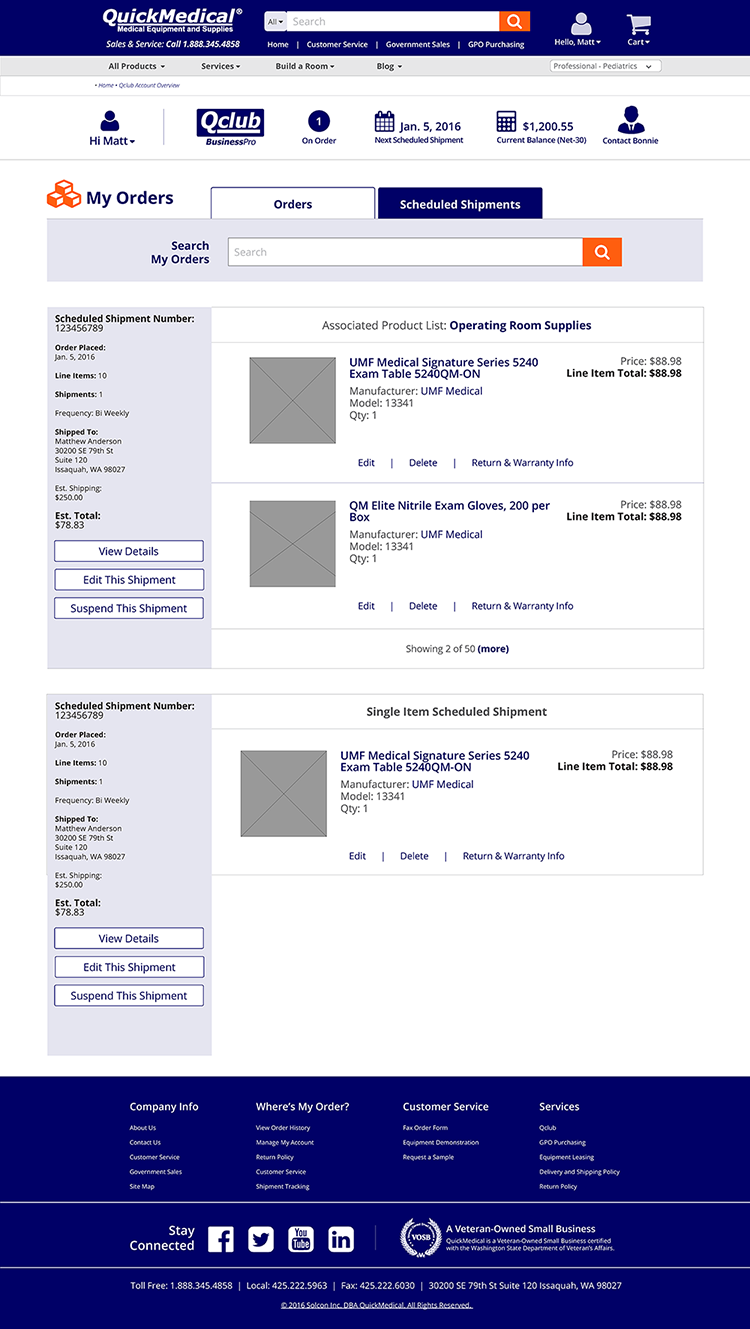 QuickMedical®
Medical Equipment and Supplies
Sales & Service: Call 1.888.345.4858
All Search
Home | Customer Service | Government Sales | GPO Purchasing
Hello, Matt
Cart
All Products Services Build a Room Blog Professional - Pediatrics
• Home • Qclub Account Overview
Hi Matt
Qclub
BusinessPro
1
On Order
Jan. 5, 2016
Next Scheduled Shipment
$1,200.55
Current Balance (Net-30)
Contact Bonnie
My Orders
Orders
Scheduled Shipments
Search
My Orders
Search
Scheduled Shipment Number:
123456789
Order Placed:
Jan. 5, 2016
Line Items: 10
Shipments: 1
Frequency: Bi Weekly
Shipped To:
Matthew Anderson
30200 SE 79th St
Suite 120
Issaquah, WA 98027
Est. Shipping:
$250.00
Est. Total:
$78.83
View Details
Edit This Shipment
Suspend This Shipment
Associated Product List: Operating Room Supplies
UMF Medical Signature Series 5240
Exam Table 5240QM-ON
Manufacturer: UMF Medical
Model: 13341
Qty: 1
Price: $88.98
Line Item Total: $88.98
Edit | Delete | Return & Warranty Info
QM Elite Nitrile Exam Gloves, 200 per
Box
Manufacturer: UMF Medical
Model: 13341
Qty: 1
Price: $88.98
Line Item Total: $88.98
Edit | Delete | Return & Warranty Info
Showing 2 of 50 (more)
Scheduled Shipment Number:
123456789
Order Placed:
Jan. 5, 2016
Line Items: 10
Shipments: 1
Frequency: Bi Weekly
Shipped To:
Matthew Anderson
30200 SE 79th St
Suite 120
Issaquah, WA 98027
Est. Shipping:
$250.00
Est. Total:
$78.83
View Details
Edit This Shipment
Suspend This Shipment
Single Item Scheduled Shipment
UMF Medical Signature Series 5240
Exam Table 5240QM-ON
Manufacturer: UMF Medical
Model: 13341
Qty: 1
Price: $88.98
Line Item Total: $88.98
Edit | Delete | Return & Warranty Info
Company Info
About Us
Contact Us
Customer Service
Government Sales
Site Map
Where's My Order?
View Order History
Manage My Account
Return Policy
Customer Service
Shipment Tracking
Customer Service
Fax Order Form
Equipment Demonstration
Request a Sample
Services
Qclub
GPO Purchasing
Equipment Leasing
Delivery and Shipping Policy
Return Policy
Stay
Connected
You
Tube
in
VOSB
A Veteran-Owned Small Business
QuickMedical is a Veteran-Owned Small Business certified
with the Washington State Department of Veteran's Affairs.
Toll Free: 1.888.345.4858 | Local: 425.222.5963 | Fax: 425.222.6030 | 30200 SE 79th St Suite 120 Issaquah, WA 98027
© 2016 Solcon Inc. DBA QuickMedical. All Rights Reserved.